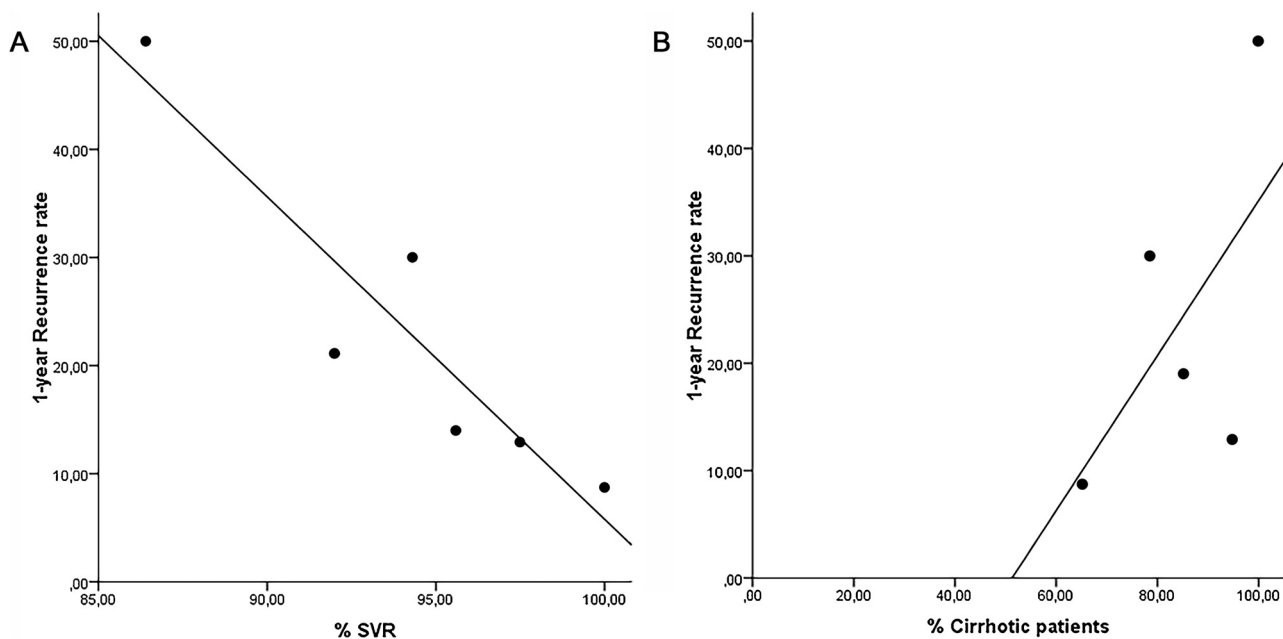 A
1-year Recurrence rate
50,00
40,00
30,00
20,00
10,00
,00
85,00 90,00 95,00 100,00
% SVR
B
1-year Recurrence rate
50,00
40,00
30,00
20,00
10,00
,00
,00 20,00 40,00 60,00 80,00 100,00
% Cirrhotic patients